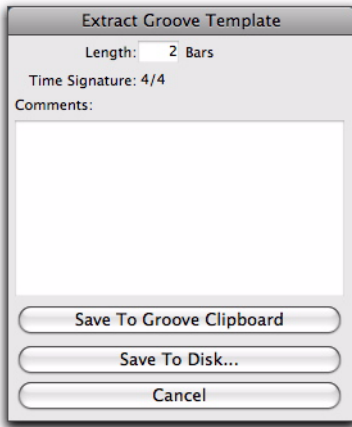 Extract Groove Template
Length: 2 Bars
Time Signature: 4/4
Comments:
Save To Groove Clipboard
Save To Disk...
Cancel